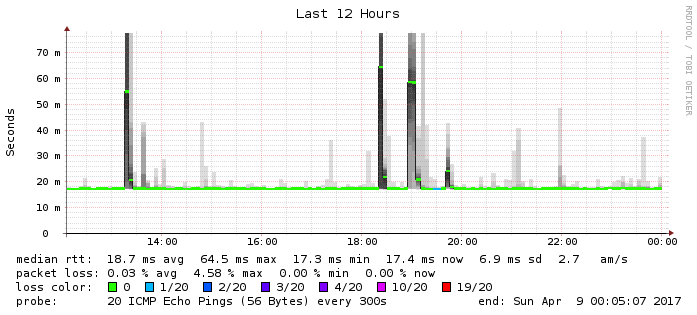 Last 12 Hours
RRDTOOL / TOBI OETIKER
Seconds
70 m
60 m
50 m
40 m
30 m
20 m
10 m
0
14:00 16:00 18:00 20:00 22:00 00:00
median rtt: 18.7 ms avg 64.5 ms max 17.3 ms min 17.4 ms now 6.9 ms sd 2.7 am/s
packet loss: 0.03 % avg 4.58 % max 0.00 % min 0.00 % now
loss color: 0 1/20 2/20 3/20 4/20 10/20 19/20
probe: 20 ICMP Echo Pings (56 Bytes) every 300s end: Sun Apr 9 00:05:07 2017